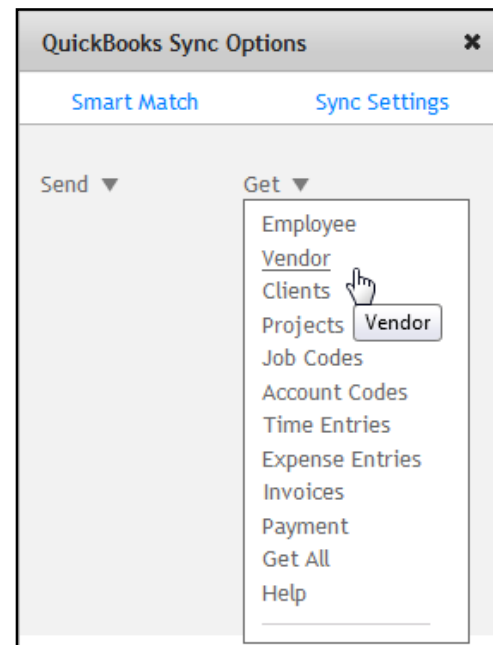 QuickBooks Sync Options ✖
Smart Match Sync Settings
Send ▼ Get ▼
Employee
Vendor
Clients
Projects Vendor
Job Codes
Account Codes
Time Entries
Expense Entries
Invoices
Payment
Get All
Help